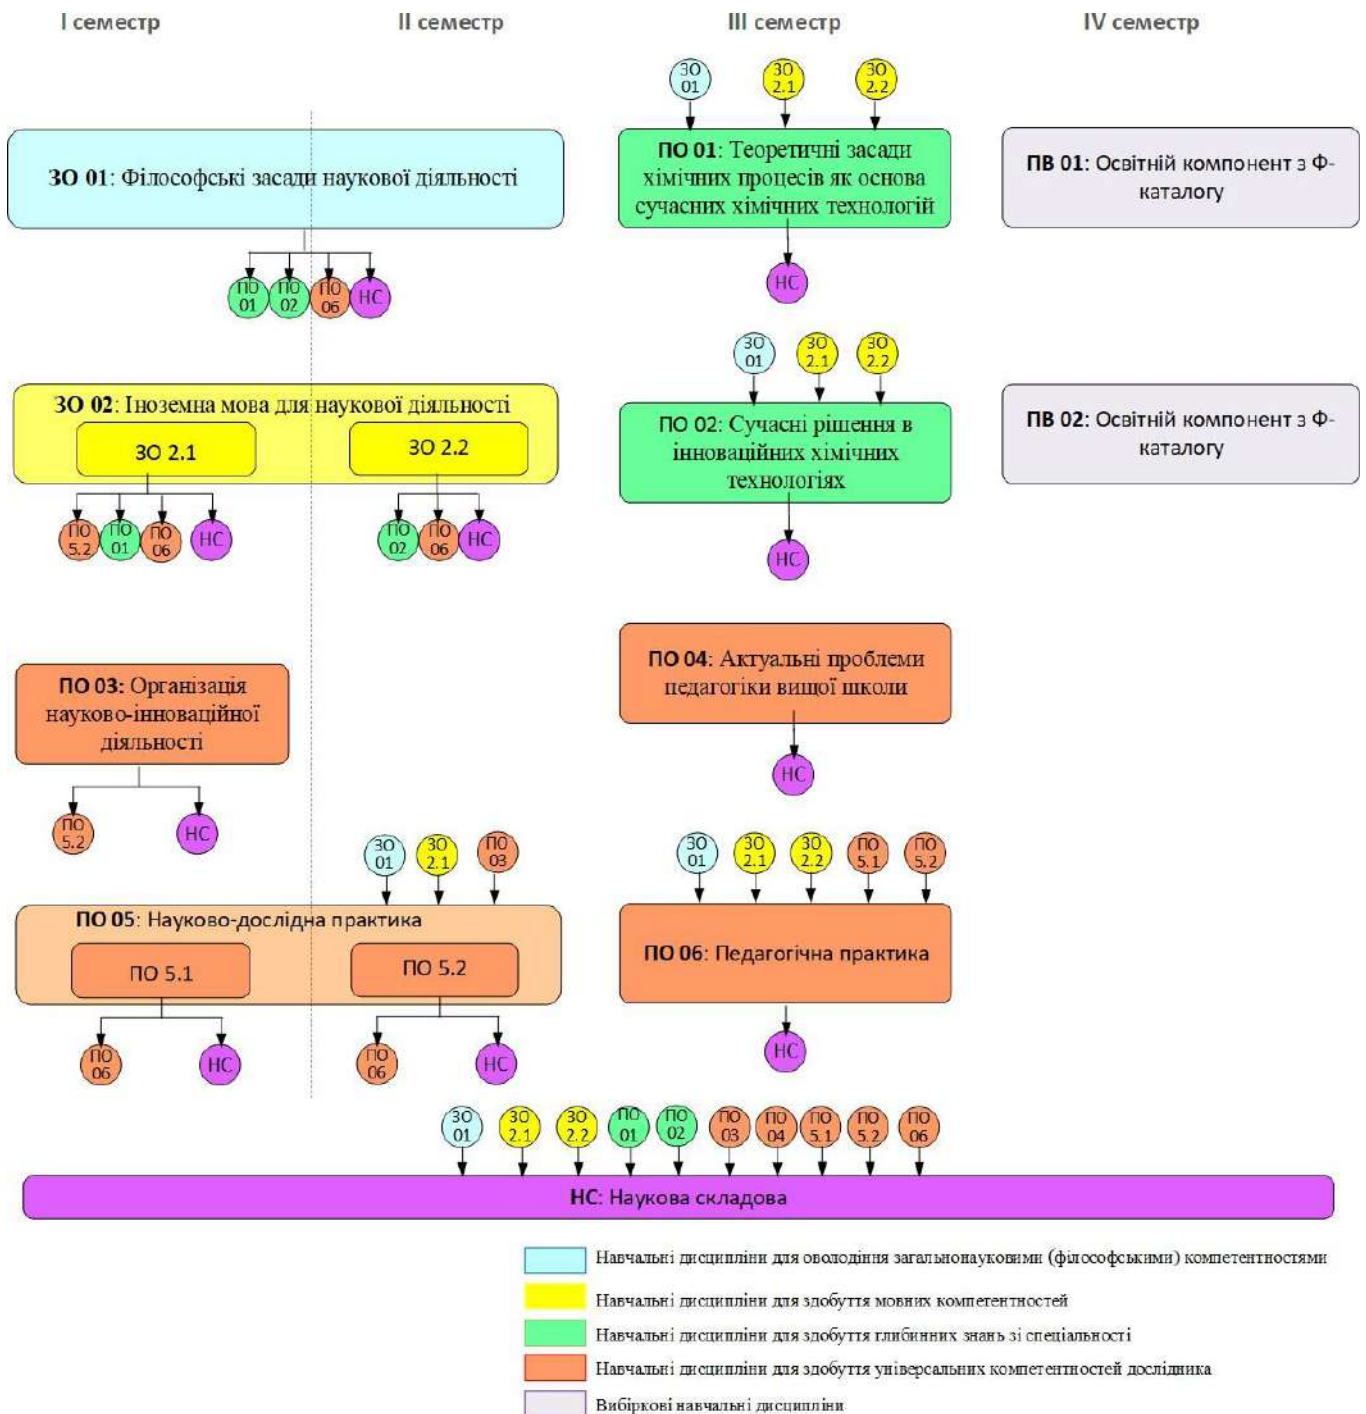 I семестр
II семестр
III семестр
IV семестр
ЗО
01
ЗО
2.1
ЗО
2.2
ЗО 01: Філософські засади наукової діяльності
ПО 01: Теоретичні засади
хімічних процесів як основа
сучасних хімічних технологій
ПВ 01: Освітній компонент з Ф-
каталогу
ПО
01
ПО
02
ПО
06
НС
НС
ЗО
01
ЗО
2.1
ЗО
2.2
ЗО 02: Іноземна мова для наукової діяльності
ЗО 2.1
ЗО 2.2
ПО 02: Сучасні рішення в
інноваційних хімічних
технологіях
ПВ 02: Освітній компонент з Ф-
каталогу
ПО
5.2
ПО
01
ПО
06
НС
ПО
02
ПО
06
НС
НС
ПО 03: Організація
науково-інноваційної
діяльності
ПО 04: Актуальні проблеми
педагогіки вищої школи
НС
ПО
5.2
НС
ЗО
01
ЗО
2.1
ПО
03
ЗО
01
ЗО
2.1
ЗО
2.2
ПО
5.1
ПО
5.2
ПО 05: Науково-дослідна практика
ПО 5.1
ПО 5.2
ПО 06: Педагогічна практика
ПО
06
НС
ПО
06
НС
НС
ЗО
01
ЗО
2.1
ЗО
2.2
ПО
01
ПО
02
ПО
03
ПО
04
ПО
5.1
ПО
5.2
ПО
06
НС: Наукова складова
Навчальні дисципліни для оволодіння загальнонауковими (філософськими) компетентностями
Навчальні дисципліни для здобуття мовних компетентностей
Навчальні дисципліни для здобуття глибинних знань зі спеціальності
Навчальні дисципліни для здобуття універсальних компетентностей дослідника
Вибіркові навчальні дисципліни